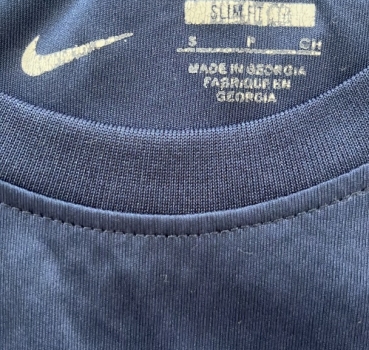 SLIM FIT
S P CH
MADE IN GEORGIA
FABRIQUE EN
GEORGIA